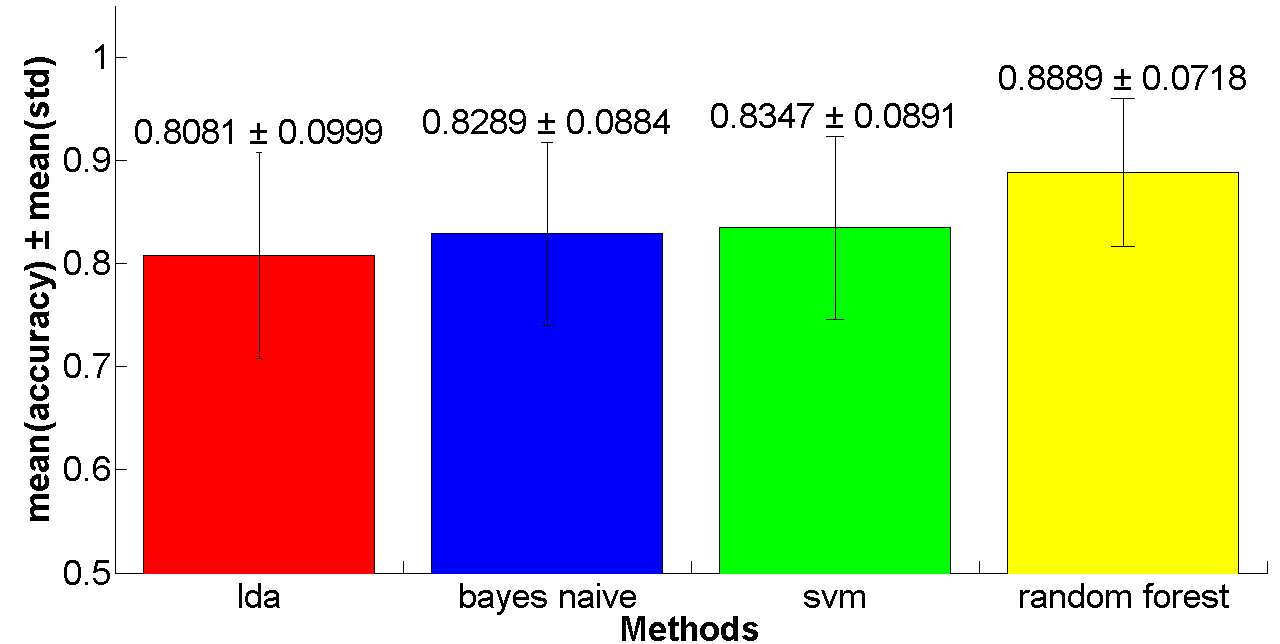 mean(accuracy) ± mean(std)
1
0.9
0.8
0.7
0.6
0.5
0.8081 ± 0.0999
0.8289 ± 0.0884
0.8347 ± 0.0891
0.8889 ± 0.0718
lda
bayes naive
svm
random forest
Methods